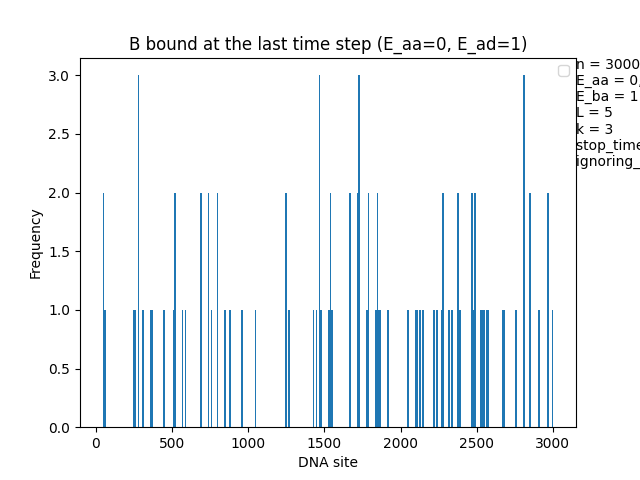 B bound at the last time step (E_aa=0, E_ad=1)
n = 3000
E_aa = 0,
E_ba = 1
L = 5
k = 3
stop_time
ignoring_
Frequency
3.0
2.5
2.0
1.5
1.0
0.5
0.0
0 500 1000 1500 2000 2500 3000
DNA site